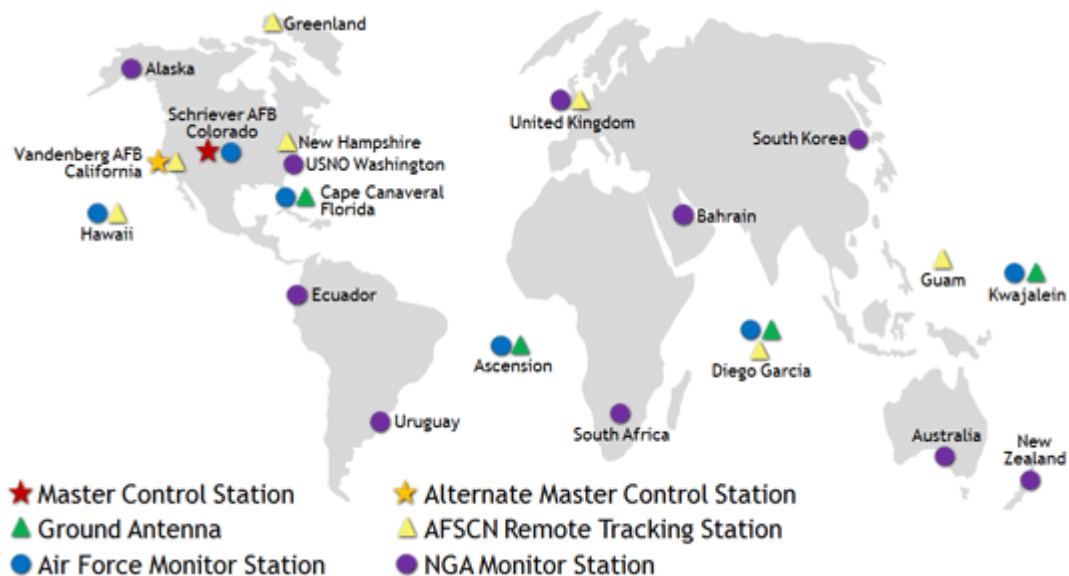 Greenland
Alaska
Schriever AFB
Colorado
New Hampshire
USNO Washington
Vandenberg AFB
California
Cape Canaveral
Florida
Hawaii
United Kingdom
South Korea
Bahrain
Guam
Kwajalein
Ecuador
Ascension
Diego Garcia
Uruguay
South Africa
Australia
New
Zealand
Master Control Station
Alternate Master Control Station
Ground Antenna
AFSCN Remote Tracking Station
Air Force Monitor Station
NGA Monitor Station